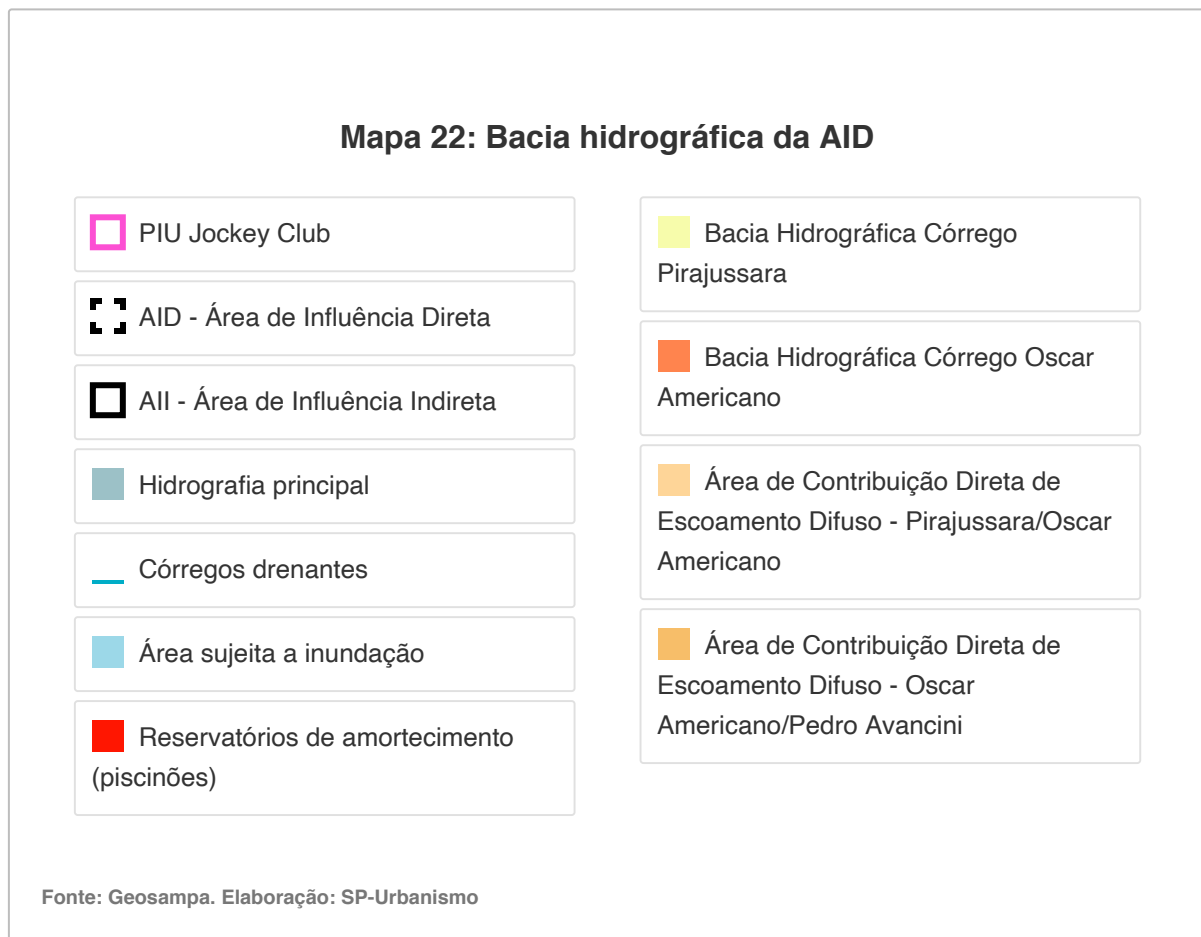 Mapa 22: Bacia hidrográfica da AID
PIU Jockey Club
AID - Área de Influência Direta
AII - Área de Influência Indireta
Hidrografia principal
Córregos drenantes
Área sujeita a inundação
Reservatórios de amortecimento
(piscinões)
Bacia Hidrográfica Córrego
Pirajussara
Bacia Hidrográfica Córrego Oscar
Americano
Área de Contribuição Direta de
Escoamento Difuso - Pirajussara/Oscar
Americano
Área de Contribuição Direta de
Escoamento Difuso - Oscar
Americano/Pedro Avancini
Fonte: Geosampa. Elaboração: SP-Urbanismo